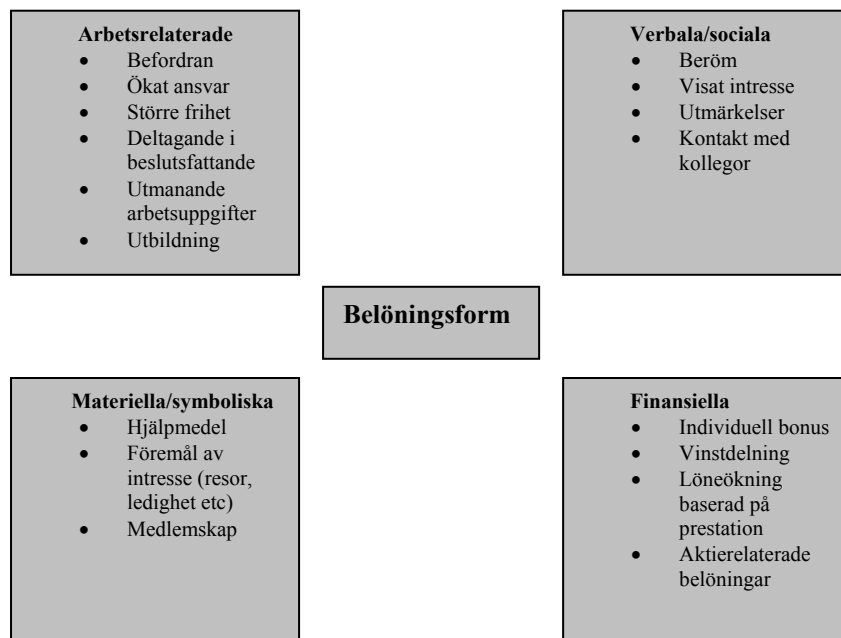 Arbetsrelaterade
• Befordran
• Ökat ansvar
• Större frihet
• Deltagande i
beslutsfattande
• Utmanande
arbetsuppgifter
• Utbildning
Verbala/sociala
• Beröm
• Visat intresse
• Utmärkelser
• Kontakt med
kollegor
Belöningsform
Materiella/symboliska
• Hjälpmedel
• Föremål av
intresse (resor,
ledighet etc)
• Medlemskap
Finansiella
• Individuell bonus
• Vinstdelning
• Löneökning
baserad på
prestation
• Aktierelaterade
belöningar